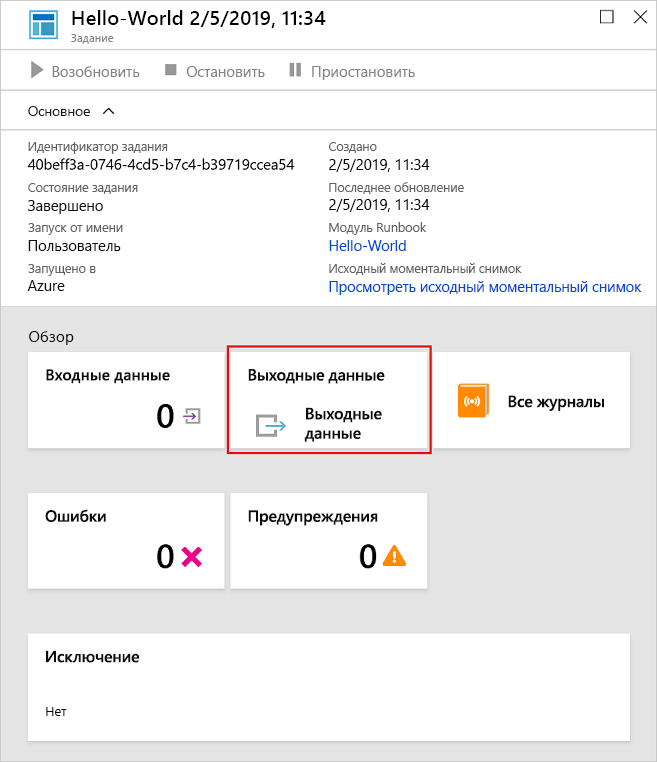 Hello-World 2/5/2019, 11:34
Задание
Возобновить Остановить Приостановить
Основное
Идентификатор задания
40beff3a-0746-4cd5-b7c4-b39719ccea54
Состояние задания
Завершено
Запуск от имени
Пользователь
Запущено в
Azure
Создано
2/5/2019, 11:34
Последнее обновление
2/5/2019, 11:34
Модуль Runbook
Hello-World
Исходный моментальный снимок
Просмотреть исходный моментальный снимок
Обзор
Входные данные
0
Выходные данные
Выходные
данные
Все журналы
Ошибки
0
Предупреждения
0
Исключение
Нет